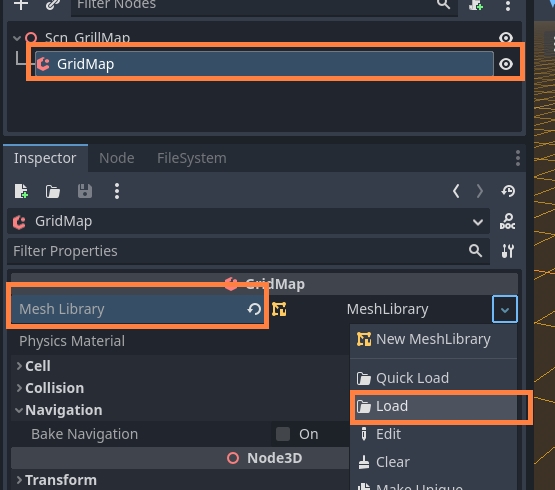 Filter Nodes
Scn_GrillMap
GridMap
Inspector Node FileSystem
GridMap
DOC
Filter Properties
GridMap
Mesh Library MeshLibrary
New MeshLibrary
Physics Material
Cell
Quick Load
Collision
Load
Navigation
Edit
Bake Navigation On
Clear
Node3D
Transform
Make Unique